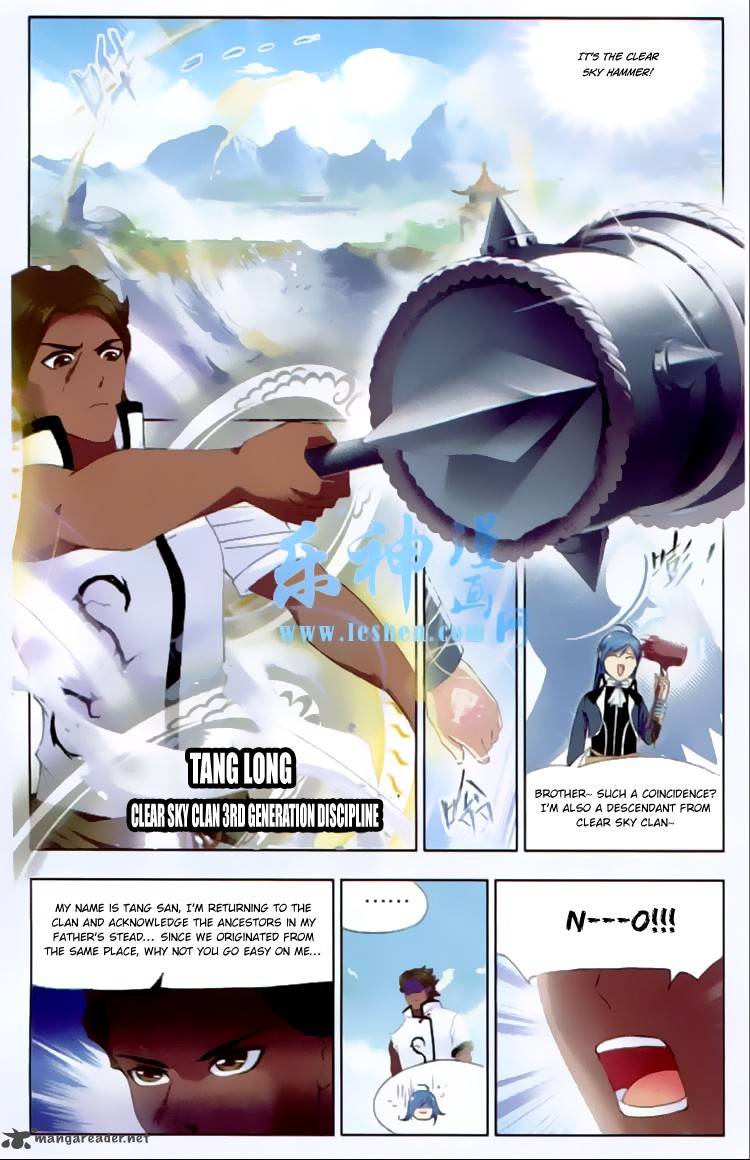 IT'S THE CLEAR
SKY HAMMER!
乐神漫画网
www.leshen.com
嘭!
TANG LONG
CLEAR SKY CLAN 3RD GENERATION DISCIPLINE
嗡
BROTHER~ SUCH A COINCIDENCE?
I'M ALSO A DESCENDANT FROM
CLEAR SKY CLAN~
MY NAME IS TANG SAN, I'M RETURNING TO THE
CLAN AND ACKNOWLEDGE THE ANCESTORS IN MY
FATHER'S STEAD... SINCE WE ORIGINATED FROM
THE SAME PLACE, WHY NOT YOU GO EASY ON ME...
......
N---O!!!
mangareader.net